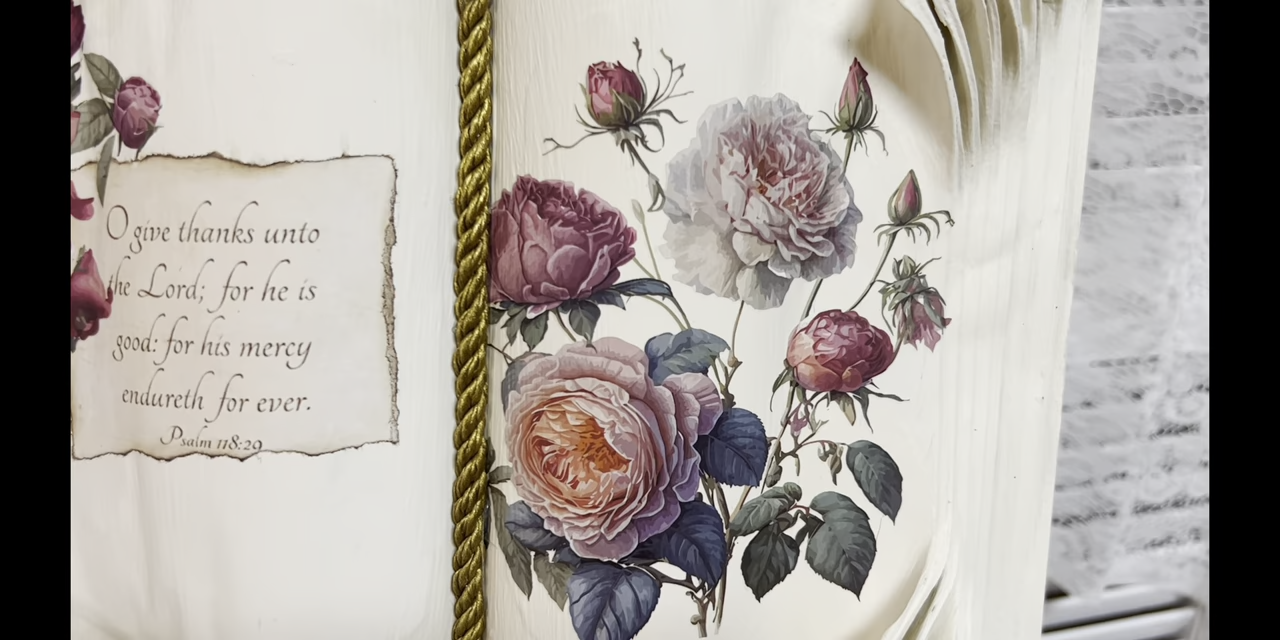 O give thanks unto
the Lord; for he is
good: for his mercy
endureth for ever.
Psalm 118:29